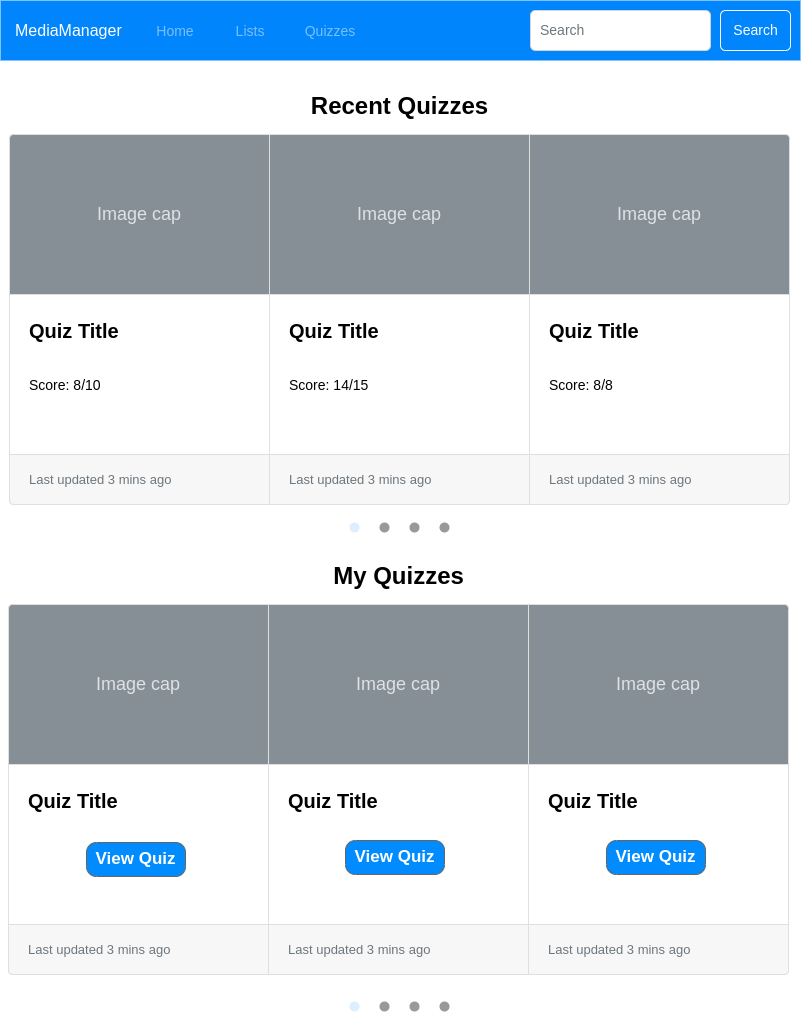 MediaManager Home Lists Quizzes Search Search
Recent Quizzes
Image cap Image cap Image cap
Quiz Title Quiz Title Quiz Title
Score: 8/10 Score: 14/15 Score: 8/8
Last updated 3 mins ago Last updated 3 mins ago Last updated 3 mins ago
My Quizzes
Image cap Image cap Image cap
Quiz Title Quiz Title Quiz Title
View Quiz View Quiz View Quiz
Last updated 3 mins ago Last updated 3 mins ago Last updated 3 mins ago